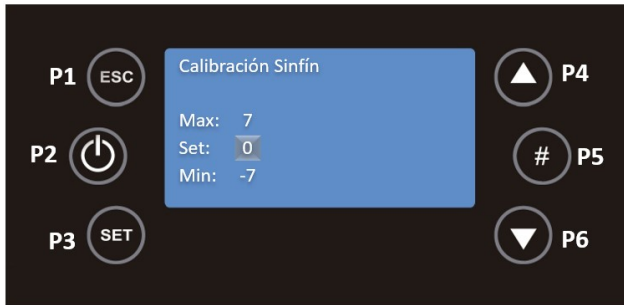 P1 ESC
P2
P3 SET
Calibración Sinfín
Max: 7
Set: 0
Min: -7
P4
# P5
P6